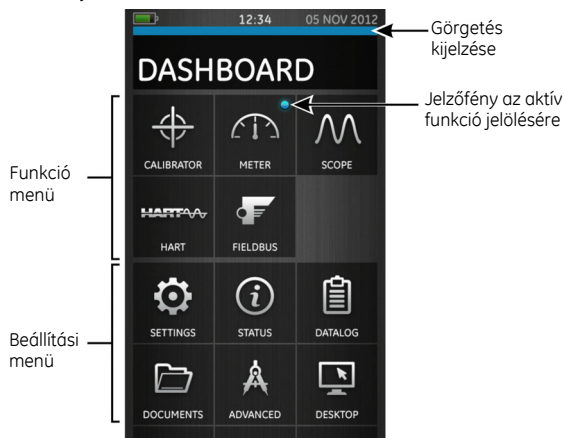 12:34 05 NOV 2012
Görgetés
kijelzése
DASHBOARD
Jelzőfény az aktív
funkció jelölésére
CALIBRATOR METER SCOPE
Funkció
menü
HART
HART FIELDBUS
SETTINGS STATUS DATALOG
Beállítási
menü
DOCUMENTS ADVANCED DESKTOP